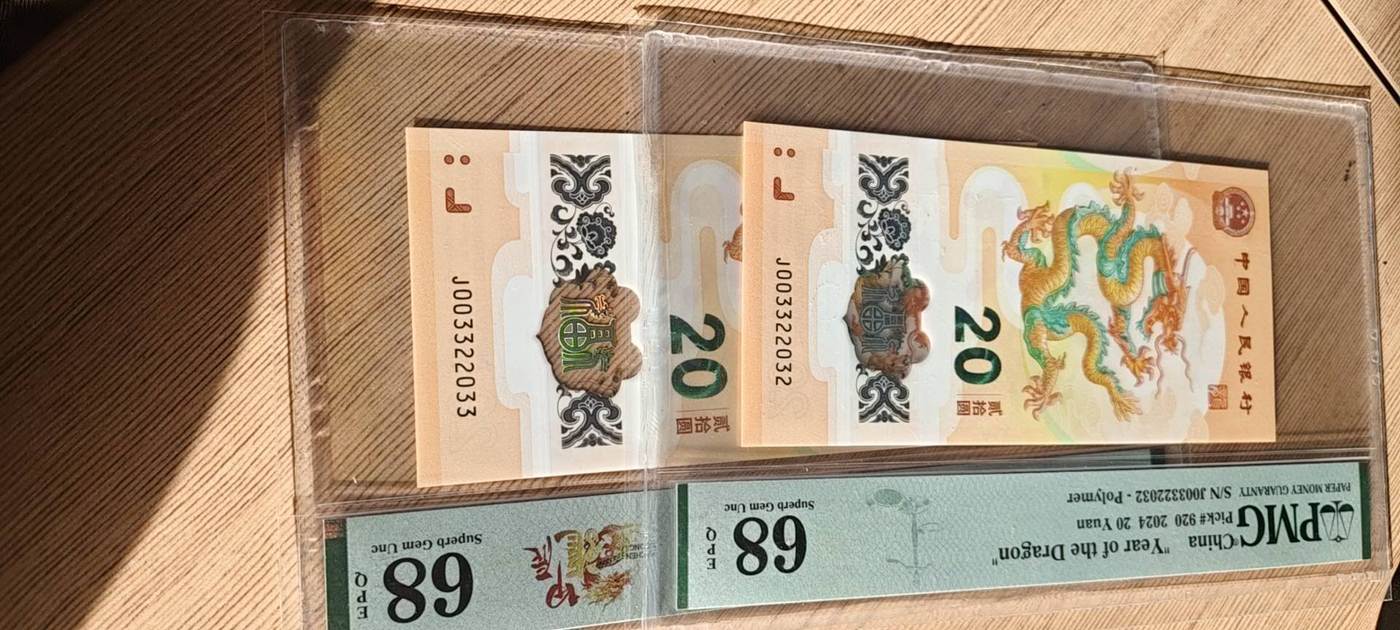 J003322033
20
贰拾圆
J003322032
20
贰拾圆
中国人民银行
68
Superb Gem Unc
E P Q
PMG
PAPER MONEY GUARANTY
China "Year of the Dragon"
Pick# 920 2024 20 Yuan
S/N J003322032 - Polymer
68
Superb Gem Unc
E P Q